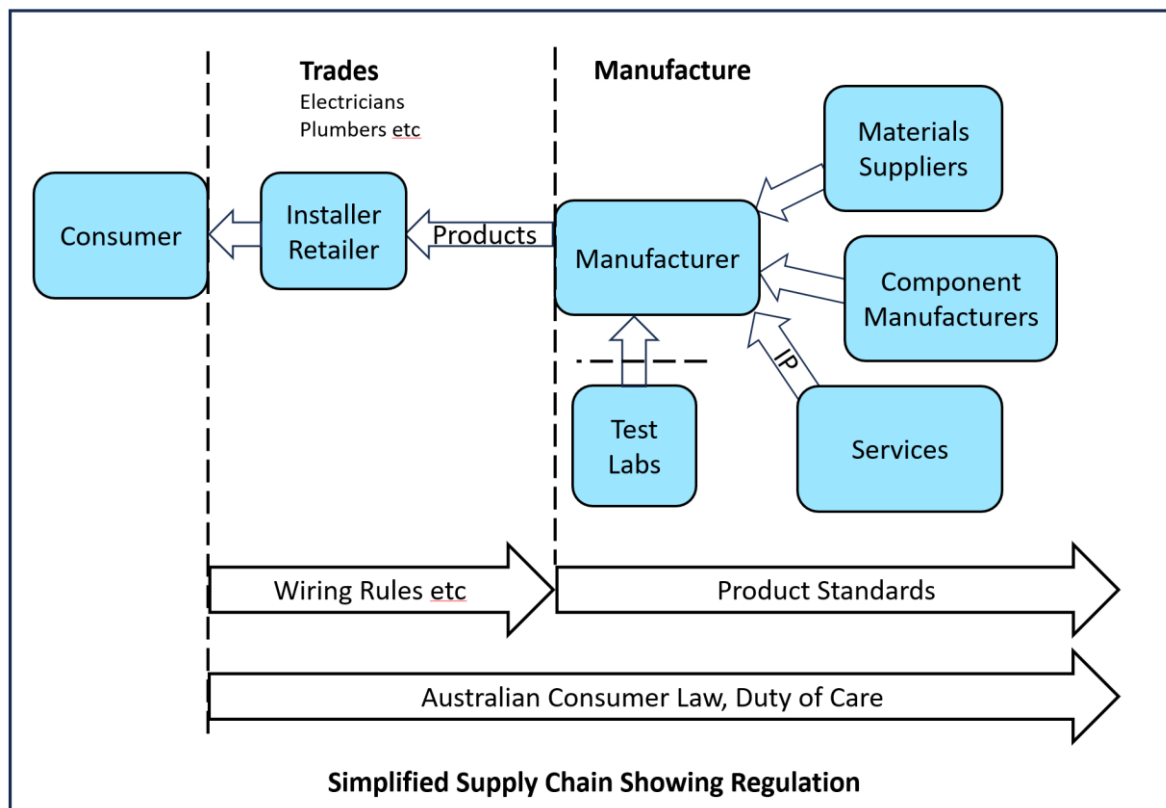 Trades
Electricians
Plumbers etc
Manufacture
Materials
Suppliers
Consumer
Installer
Retailer
Products
Manufacturer
Component
Manufacturers
IP
Test
Labs
Services
Wiring Rules etc
Product Standards
Australian Consumer Law, Duty of Care
Simplified Supply Chain Showing Regulation